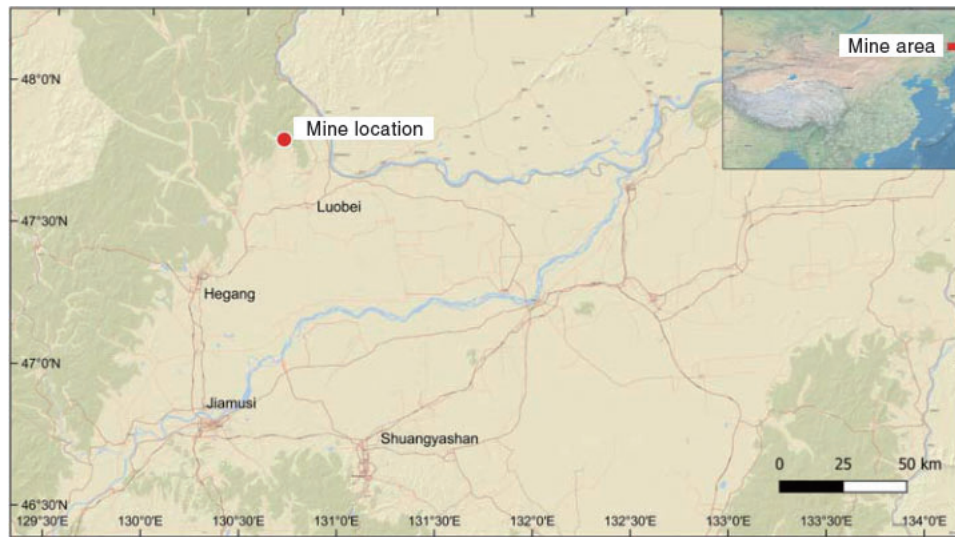 Mine area
48°0'N
Mine location
Luobei
47°30'N
Hegang
47°0'N
Jiamusi
Shuangyashan
0 25 50 km
46°30'N
129°30'E 130°0'E 130°30'E 131°0'E 131°30'E 132°0'E 132°30'E 133°0'E 133°30'E 134°0'E